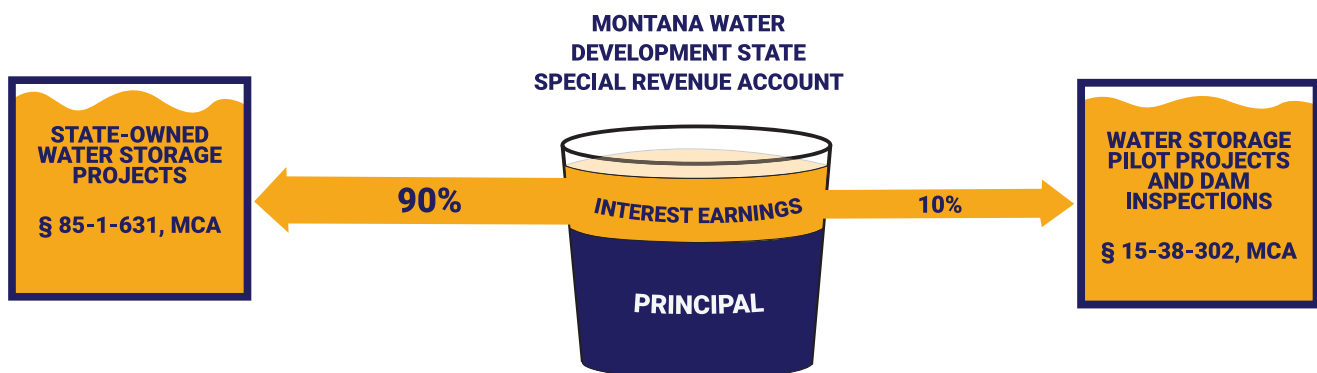 MONTANA WATER
DEVELOPMENT STATE
SPECIAL REVENUE ACCOUNT
STATE-OWNED
WATER STORAGE
PROJECTS
§ 85-1-631, MCA
90%
INTEREST EARNINGS
PRINCIPAL
10%
WATER STORAGE
PILOT PROJECTS
AND DAM
INSPECTIONS
§ 15-38-302, MCA